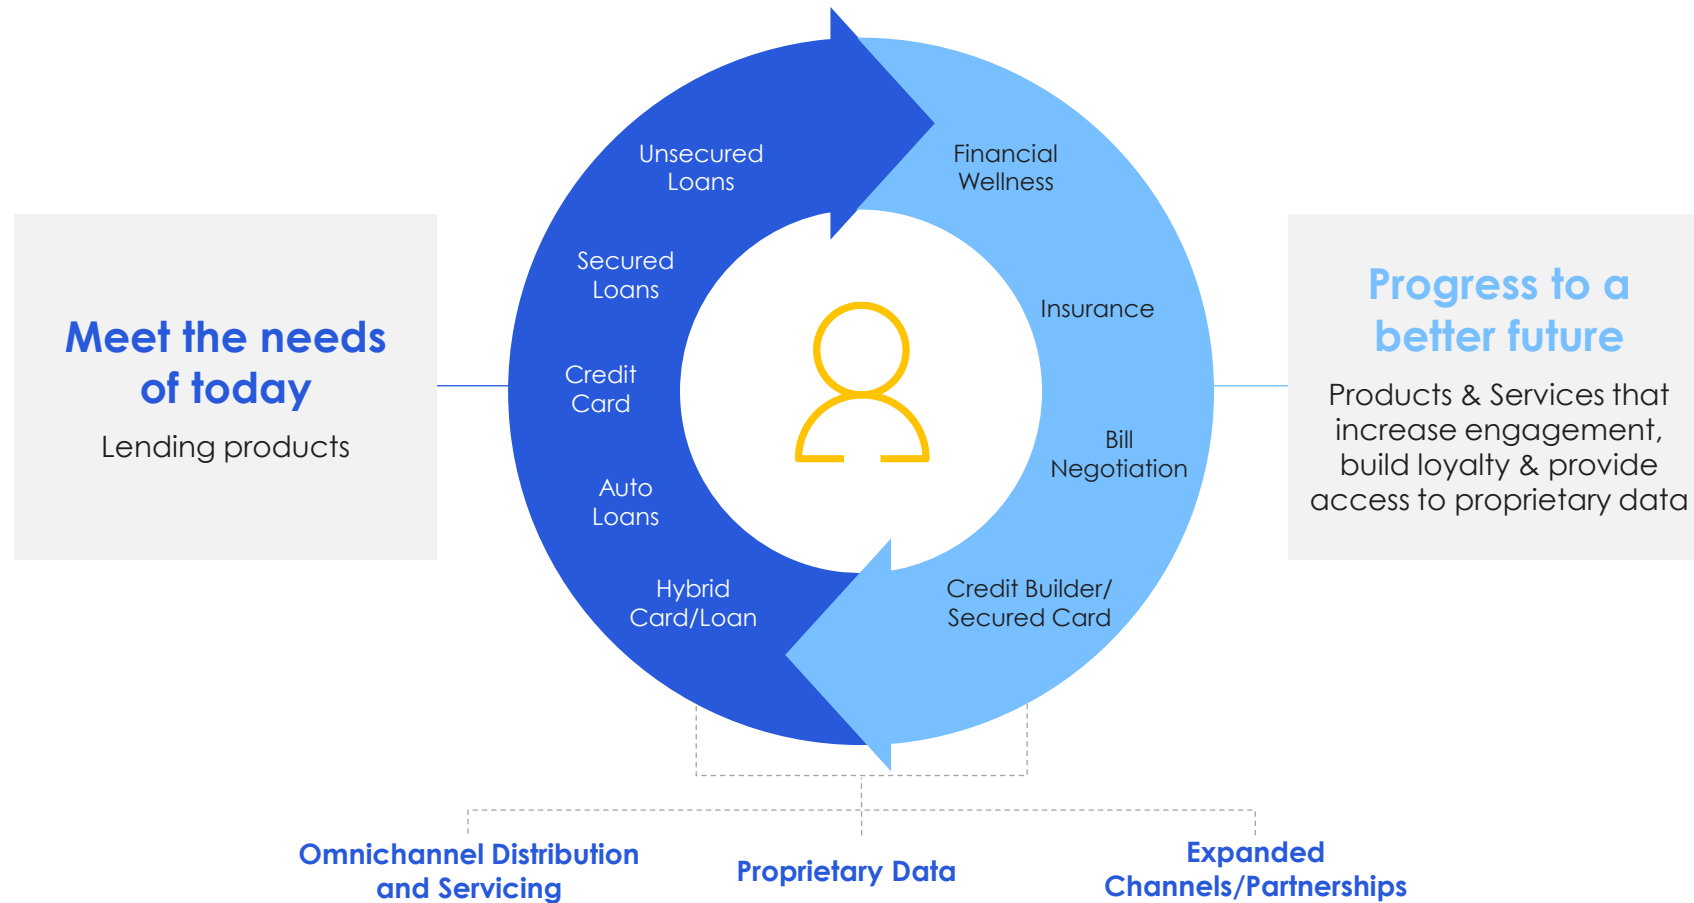 Meet the needs
of today
Lending products
Unsecured
Loans
Secured
Loans
Credit
Card
Auto
Loans
Hybrid
Card/Loan
Financial
Wellness
Insurance
Bill
Negotiation
Credit Builder/
Secured Card
Progress to a
better future
Products & Services that
increase engagement,
build loyalty & provide
access to proprietary data
Omnichannel Distribution
and Servicing
Proprietary Data
Expanded
Channels/Partnerships